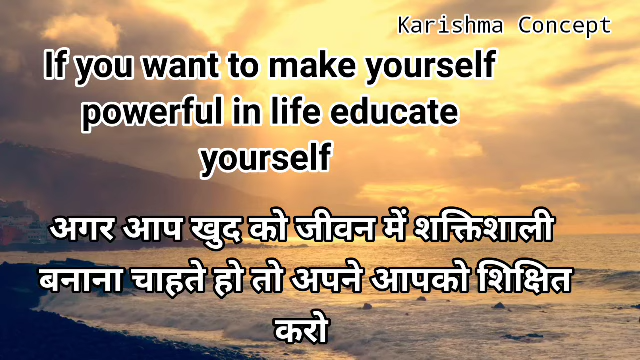 Karishma Concept
If you want to make yourself
powerful in life educate
yourself
अगर आप खुद को जीवन में शक्तिशाली
बनाना चाहते हो तो अपने आपको शिक्षित
करो